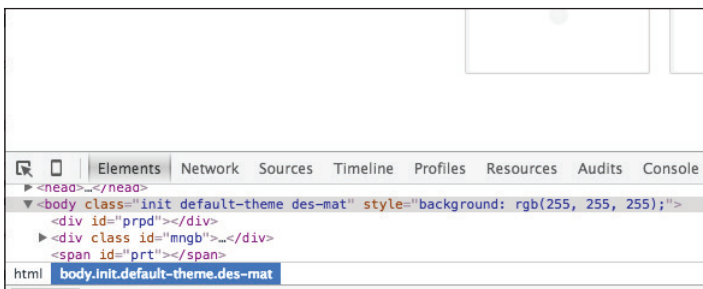 Elements Network Sources Timeline Profiles Resources Audits Console
▶<head>…</head>
▼<body class="init default-theme des-mat" style="background: rgb(255, 255, 255);">
<div id="prpd"></div>
▶<div class id="mngb">…</div>
<span id="prt"></span>
html body.init.default-theme.des-mat